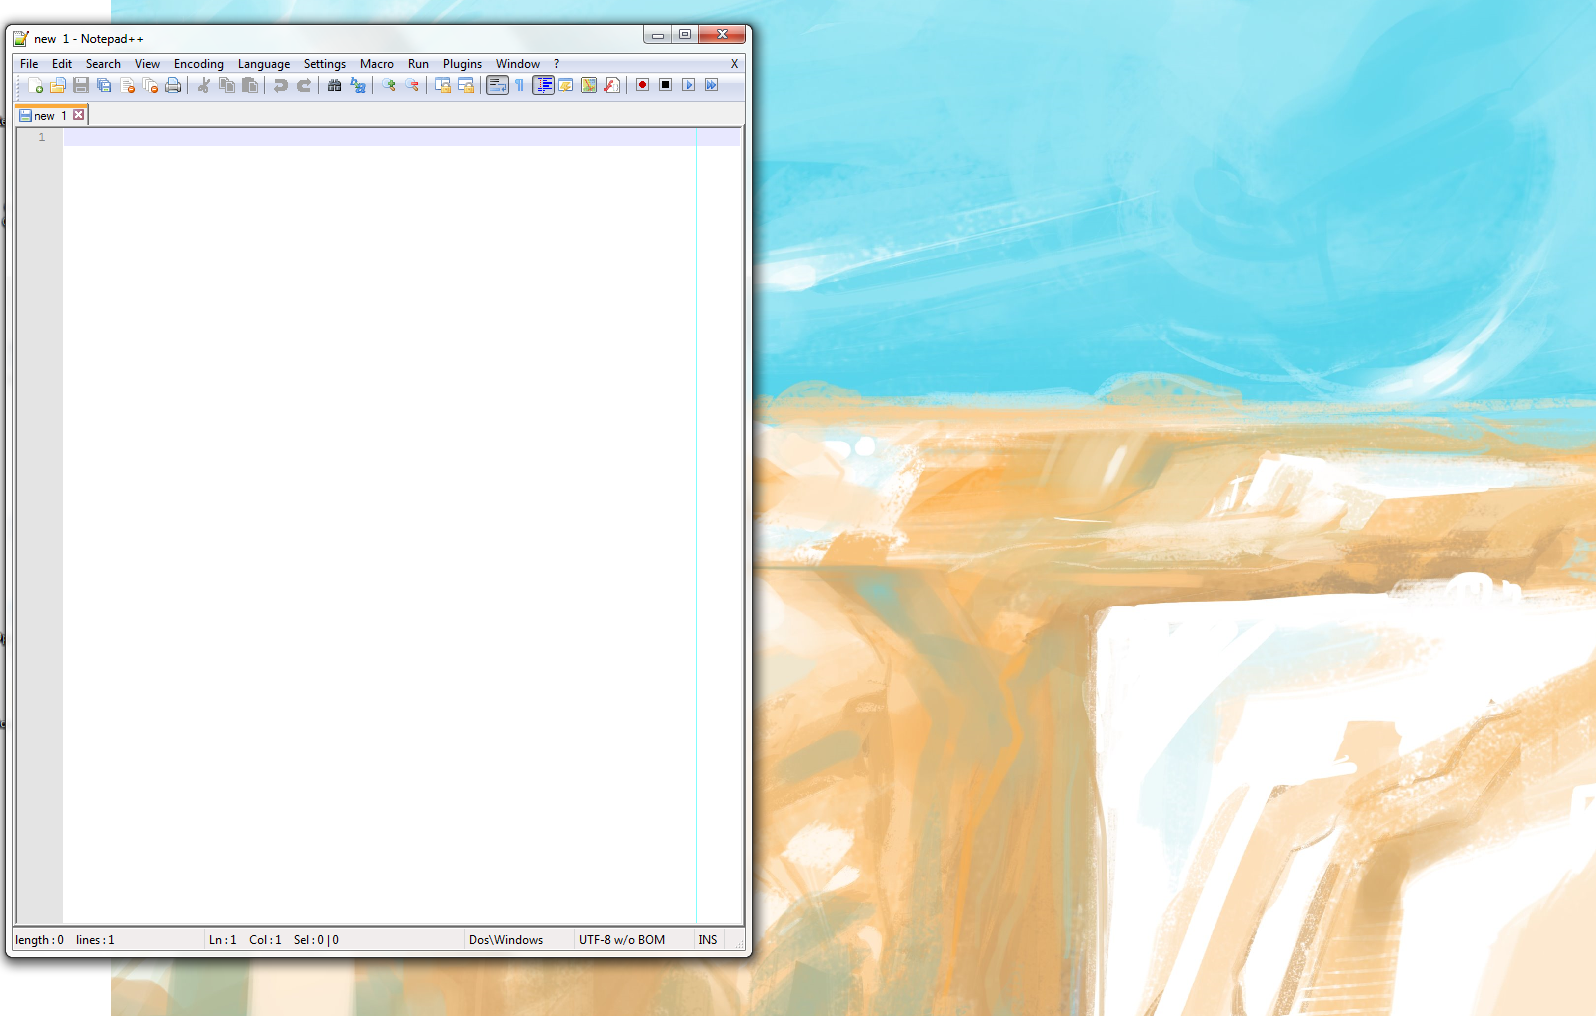 new  1 - Notepad++
File Edit Search View Encoding Language Settings Macro Run Plugins Window ? X
new  1
1
length : 0 lines : 1 Ln : 1 Col : 1 Sel : 0 | 0 Dos\Windows UTF-8 w/o BOM INS